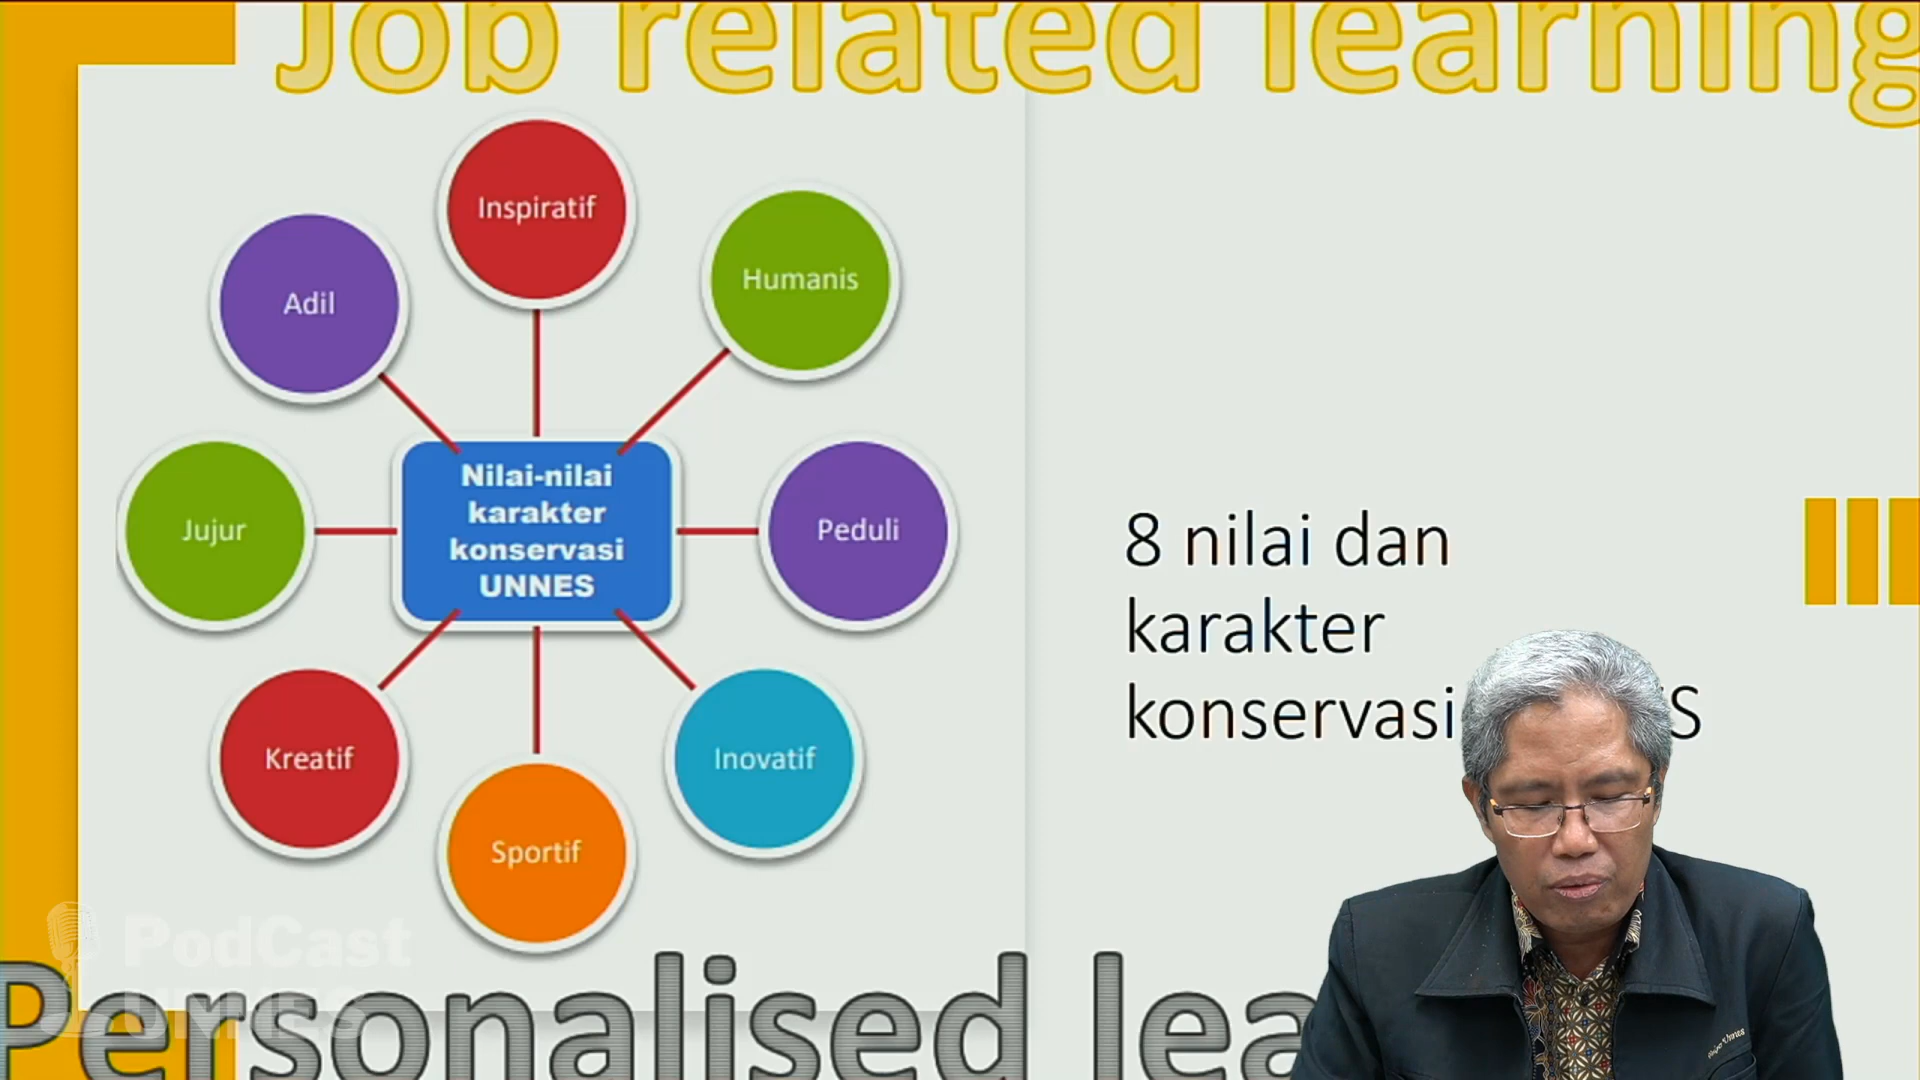 Job related learning
Inspiratif
Humanis
Adil
Nilai-nilai
karakter
konservasi
UNNES
Jujur
Peduli
Kreatif
Inovatif
Sportif
8 nilai dan
karakter
konservasi
PodCast
UNNES
Personalised